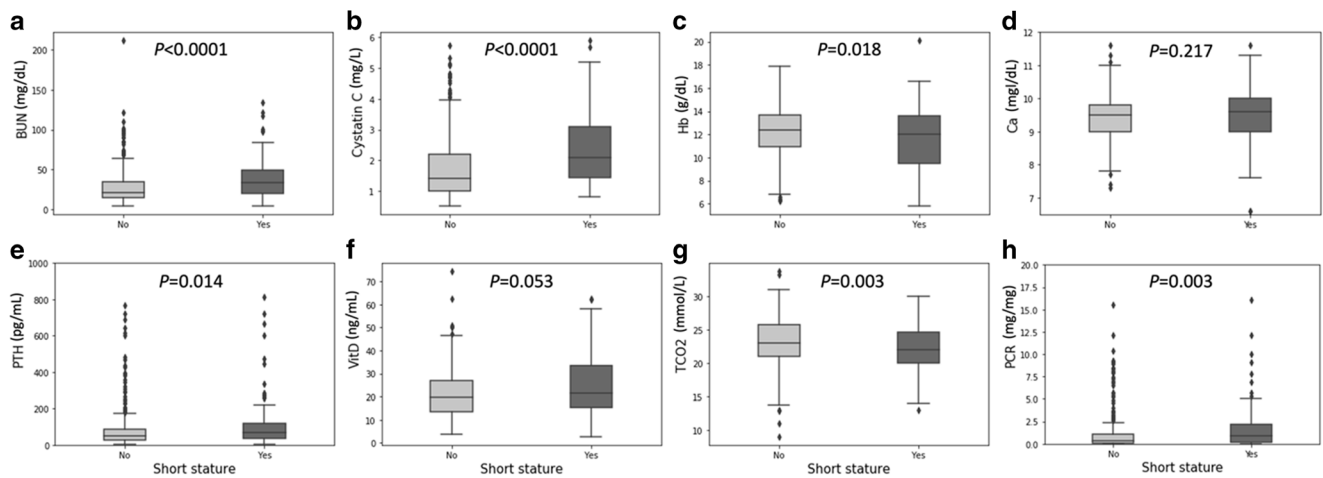 a
P<0.0001
BUN (mg/dL)
200
150
100
50
0
No
Yes
b
P<0.0001
Cystatin C (mg/L)
6
5
4
3
2
1
No
Yes
c
P=0.018
Hb (g/dL)
20
18
16
14
12
10
8
6
No
Yes
d
P=0.217
Ca (mgl/dL)
12
11
10
9
8
7
No
Yes
e
P=0.014
PTH (pg/mL)
1000
800
600
400
200
0
No
Yes
Short stature
f
P=0.053
VitD (ng/mL)
70
60
50
40
30
20
10
0
No
Yes
Short stature
g
P=0.003
TCO2 (mmol/L)
30
25
20
15
10
No
Yes
Short stature
h
P=0.003
PCR (mg/mg)
20.0
17.5
15.0
12.5
10.0
7.5
5.0
2.5
0.0
No
Yes
Short stature